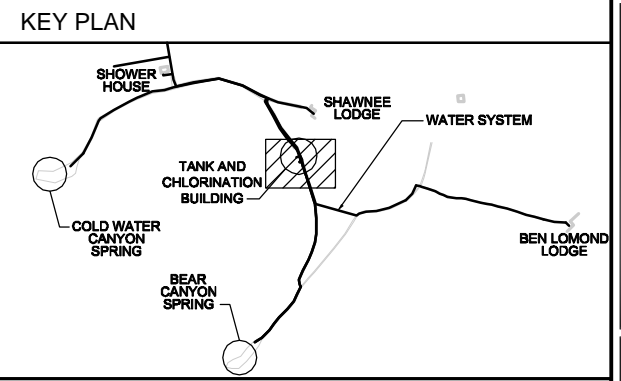 KEY PLAN
SHOWER
HOUSE
SHAWNEE
LODGE
WATER SYSTEM
TANK AND
CHLORINATION
BUILDING
COLD WATER
CANYON
SPRING
BEN LOMOND
LODGE
BEAR
CANYON
SPRING